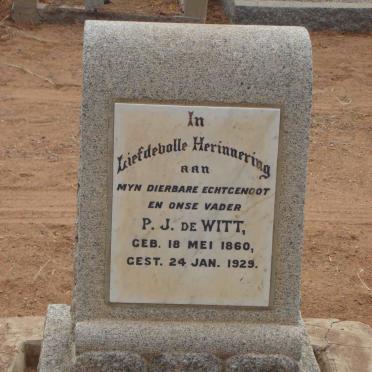 In
Liefdevolle Herinnering
aan
MYN DIERBARE ECHTGENOOT
EN ONSE VADER
P. J. DE WITT,
GEB. 18 MEI 1860,
GEST. 24 JAN. 1929.